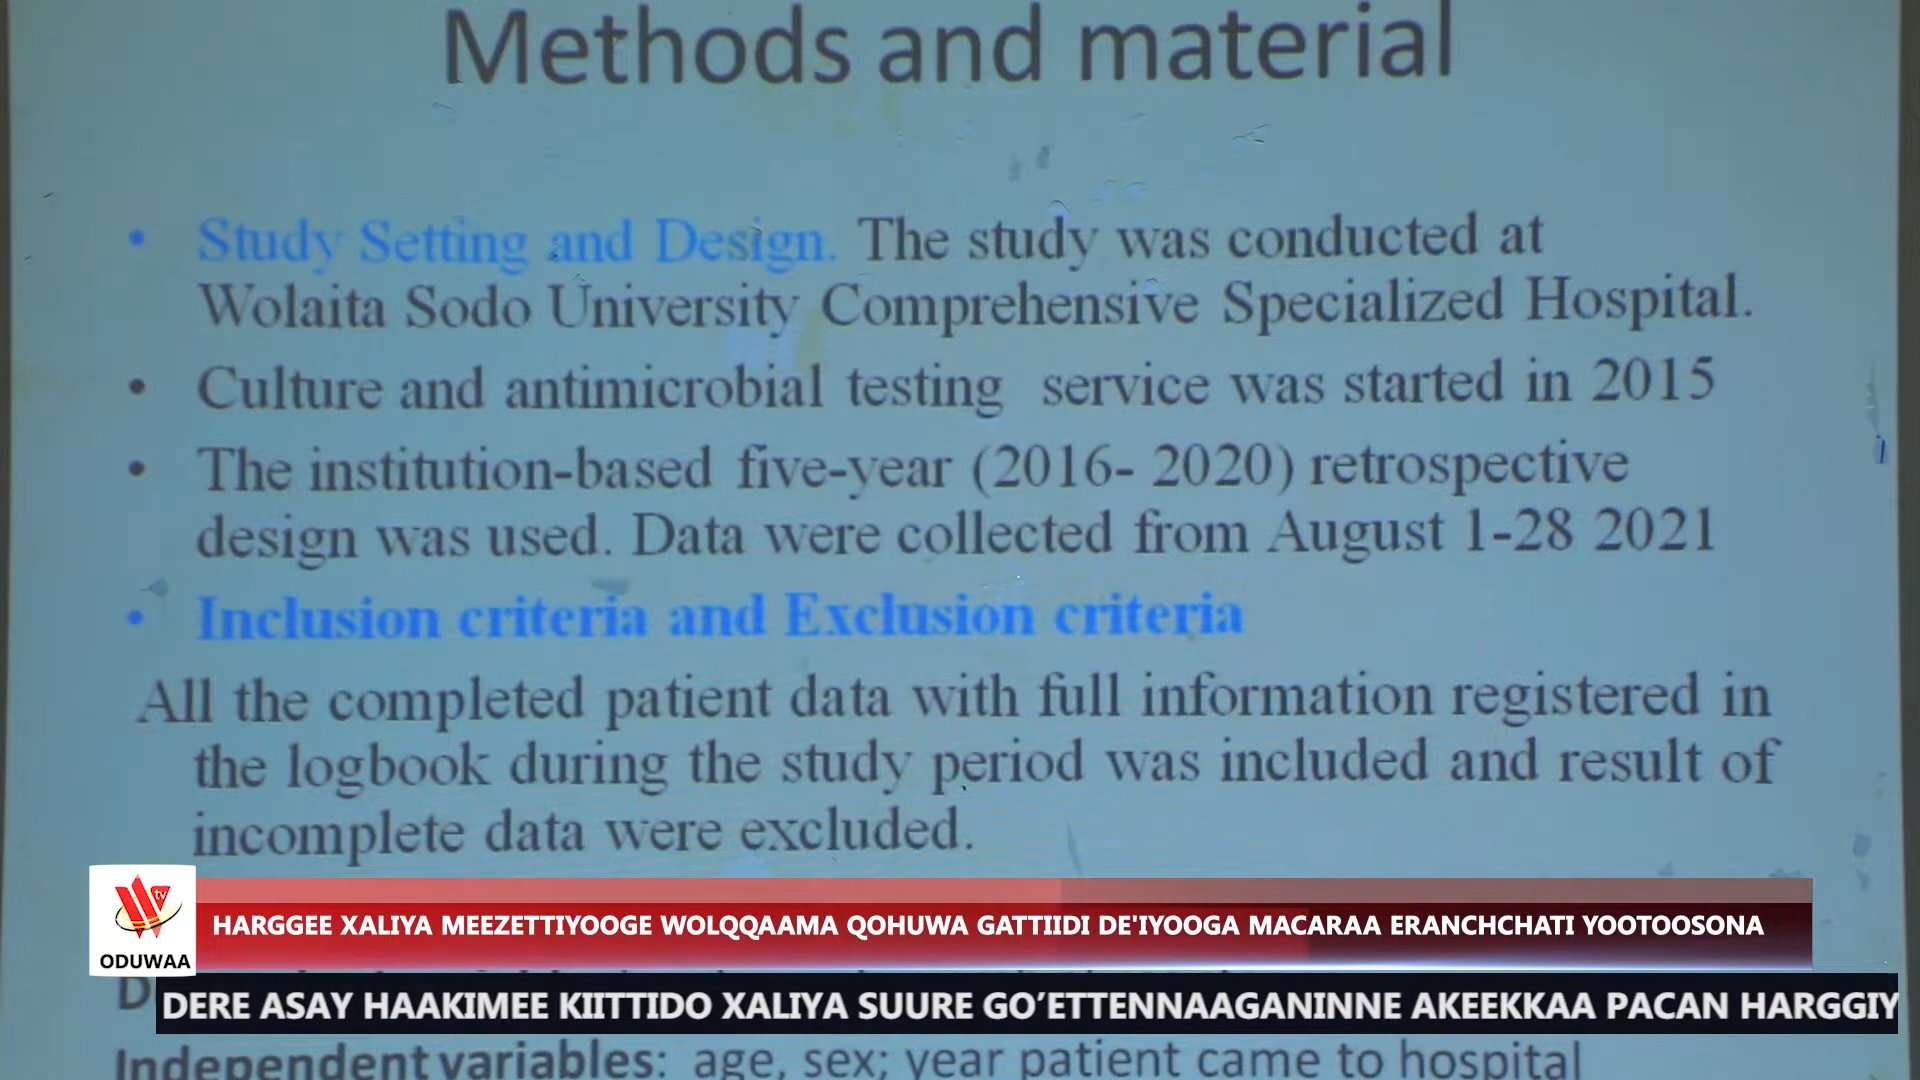 Methods and material
• Study Setting and Design. The study was conducted at
Wolaita Sodo University Comprehensive Specialized Hospital.
• Culture and antimicrobial testing service was started in 2015
• The institution-based five-year (2016- 2020) retrospective
design was used. Data were collected from August 1-28 2021
• Inclusion criteria and Exclusion criteria
All the completed patient data with full information registered in
the logbook during the study period was included and result of
incomplete data were excluded.
tv
ODUWAA
HARGGEE XALIYA MEEZETTIYOOGE WOLQQAAMA QOHUWA GATTIIDI DE'IYOOGA MACARAA ERANCHCHATI YOOTOOSONA
DERE ASAY HAAKIMEE KIITTIDO XALIYA SUURE GO’ETTENNAAGANINNE AKEEKKAA PACAN HARGGIY
Independent variables: age, sex; year patient came to hospital